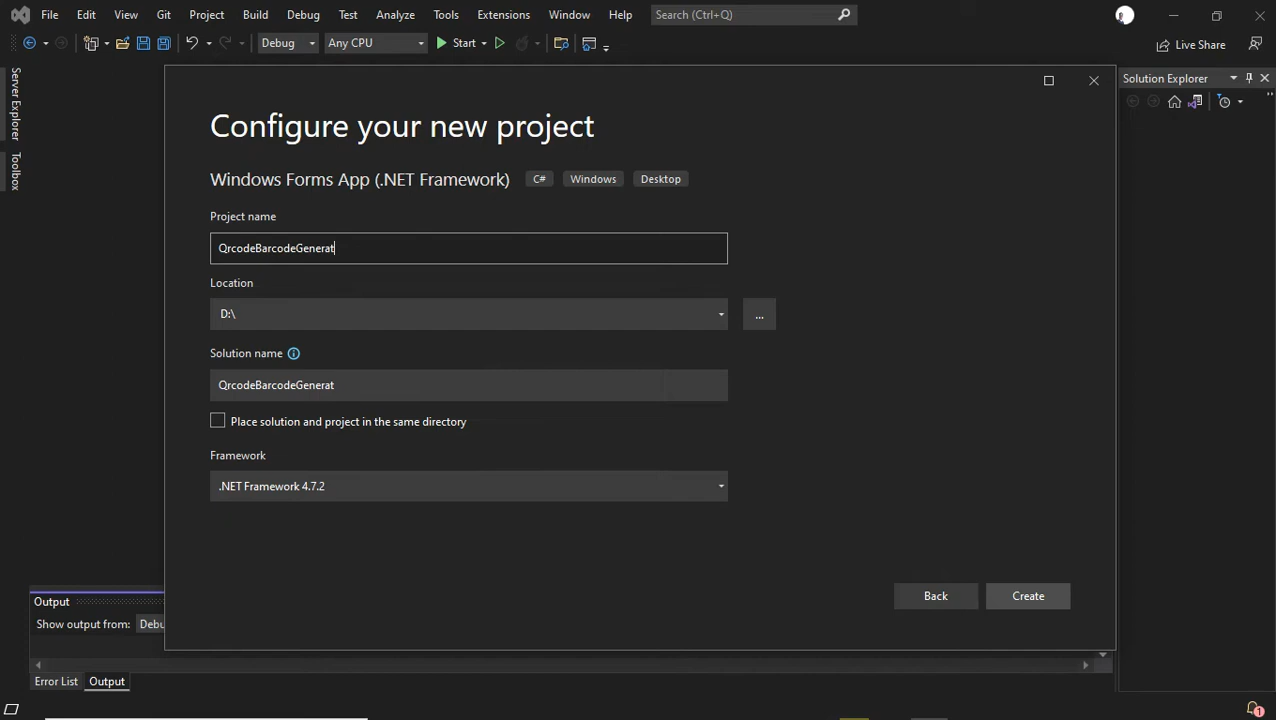 File Edit View Git Project Build Debug Test Analyze Tools Extensions Window Help Search (Ctrl+Q)
Debug Any CPU Start Live Share
Server Explorer
Toolbox
Solution Explorer
Configure your new project
Windows Forms App (.NET Framework) C# Windows Desktop
Project name
QrcodeBarcodeGenerat
Location
D:\
...
Solution name
QrcodeBarcodeGenerat
Place solution and project in the same directory
Framework
.NET Framework 4.7.2
Back Create
Output
Show output from: Debu
Error List Output
1